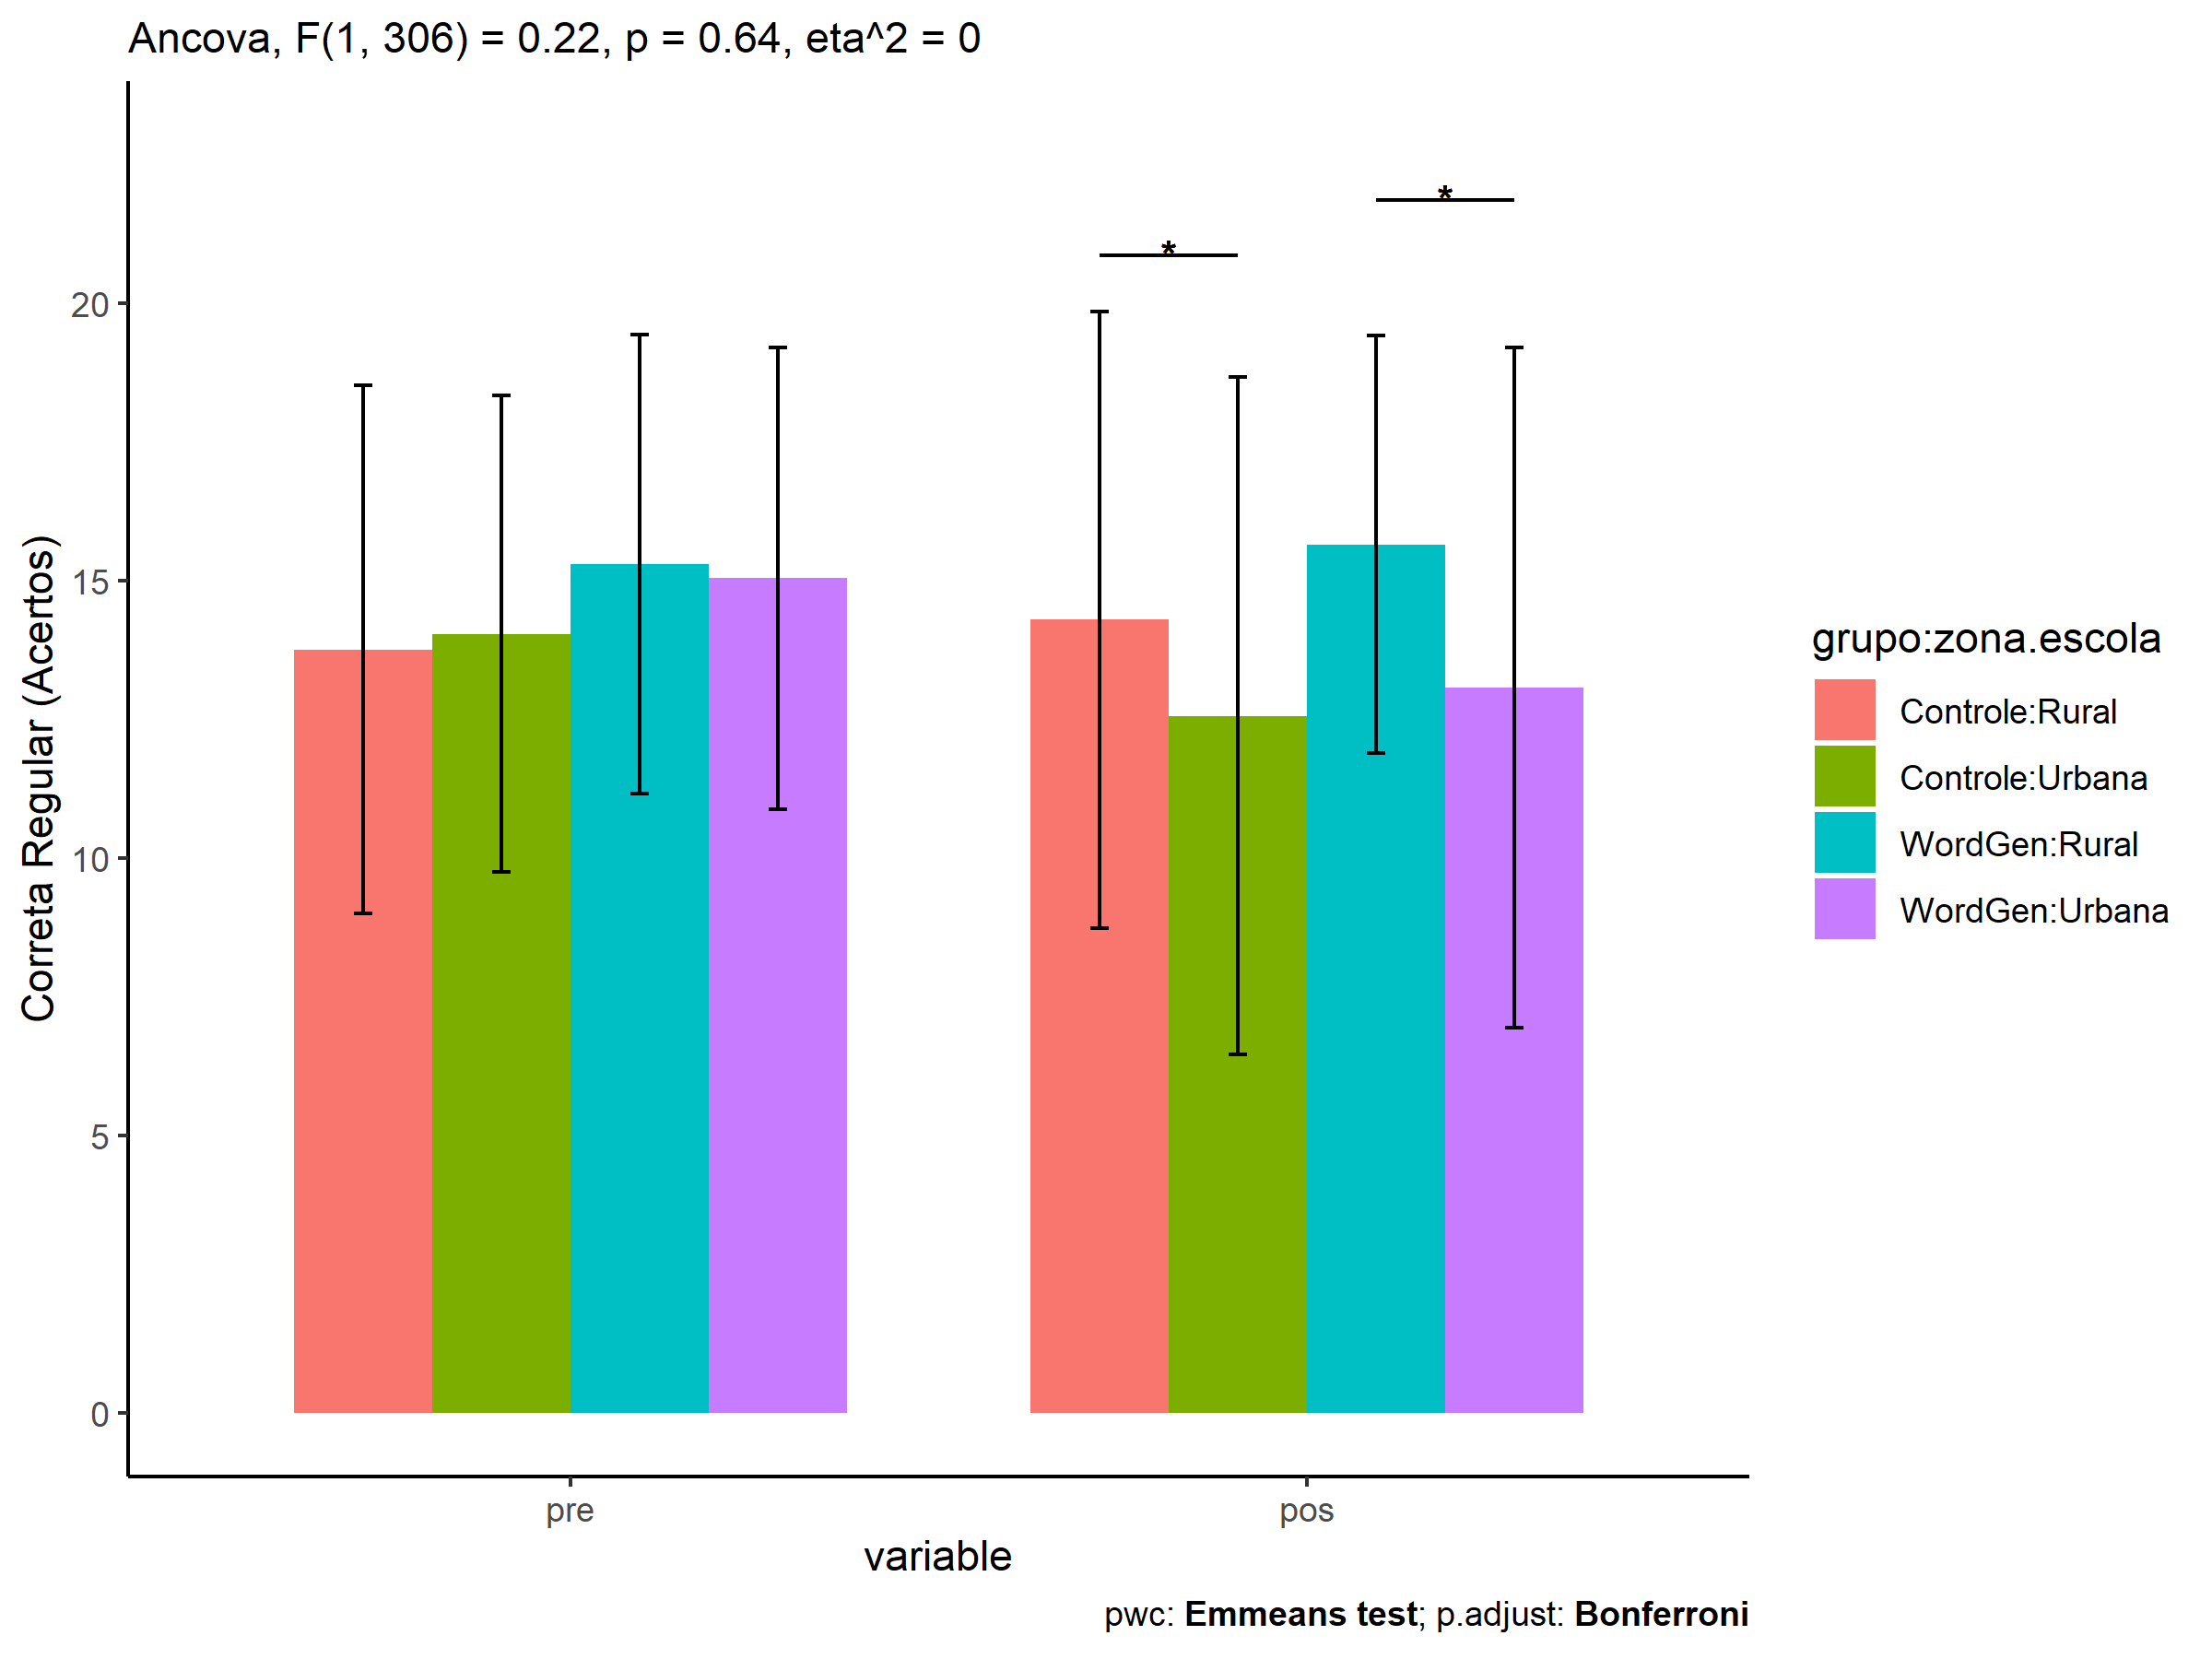 Ancova, F(1, 306) = 0.22, p = 0.64, eta^2 = 0
*
*
20
15
10
5
0
Correta Regular (Acertos)
pre
pos
variable
grupo:zona.escola
Controle:Rural
Controle:Urbana
WordGen:Rural
WordGen:Urbana
pwc: Emmeans test; p.adjust: Bonferroni